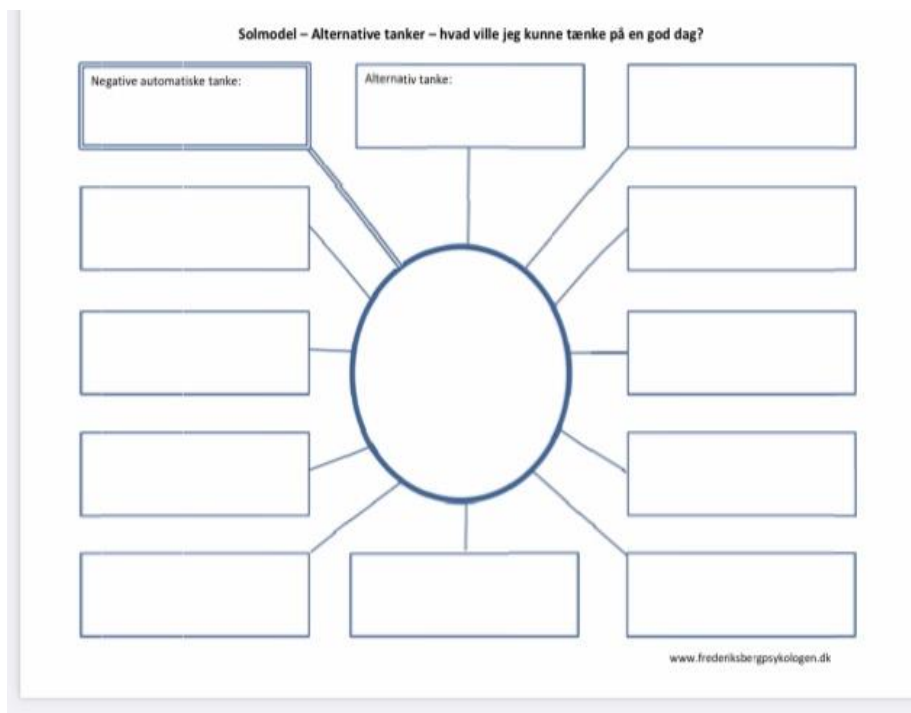 Solmodel – Alternative tanker – hvad ville jeg kunne tænke på en god dag?
Negative automatiske tanke:
Alternativ tanke:
www.frederiksbergpsykologen.dk